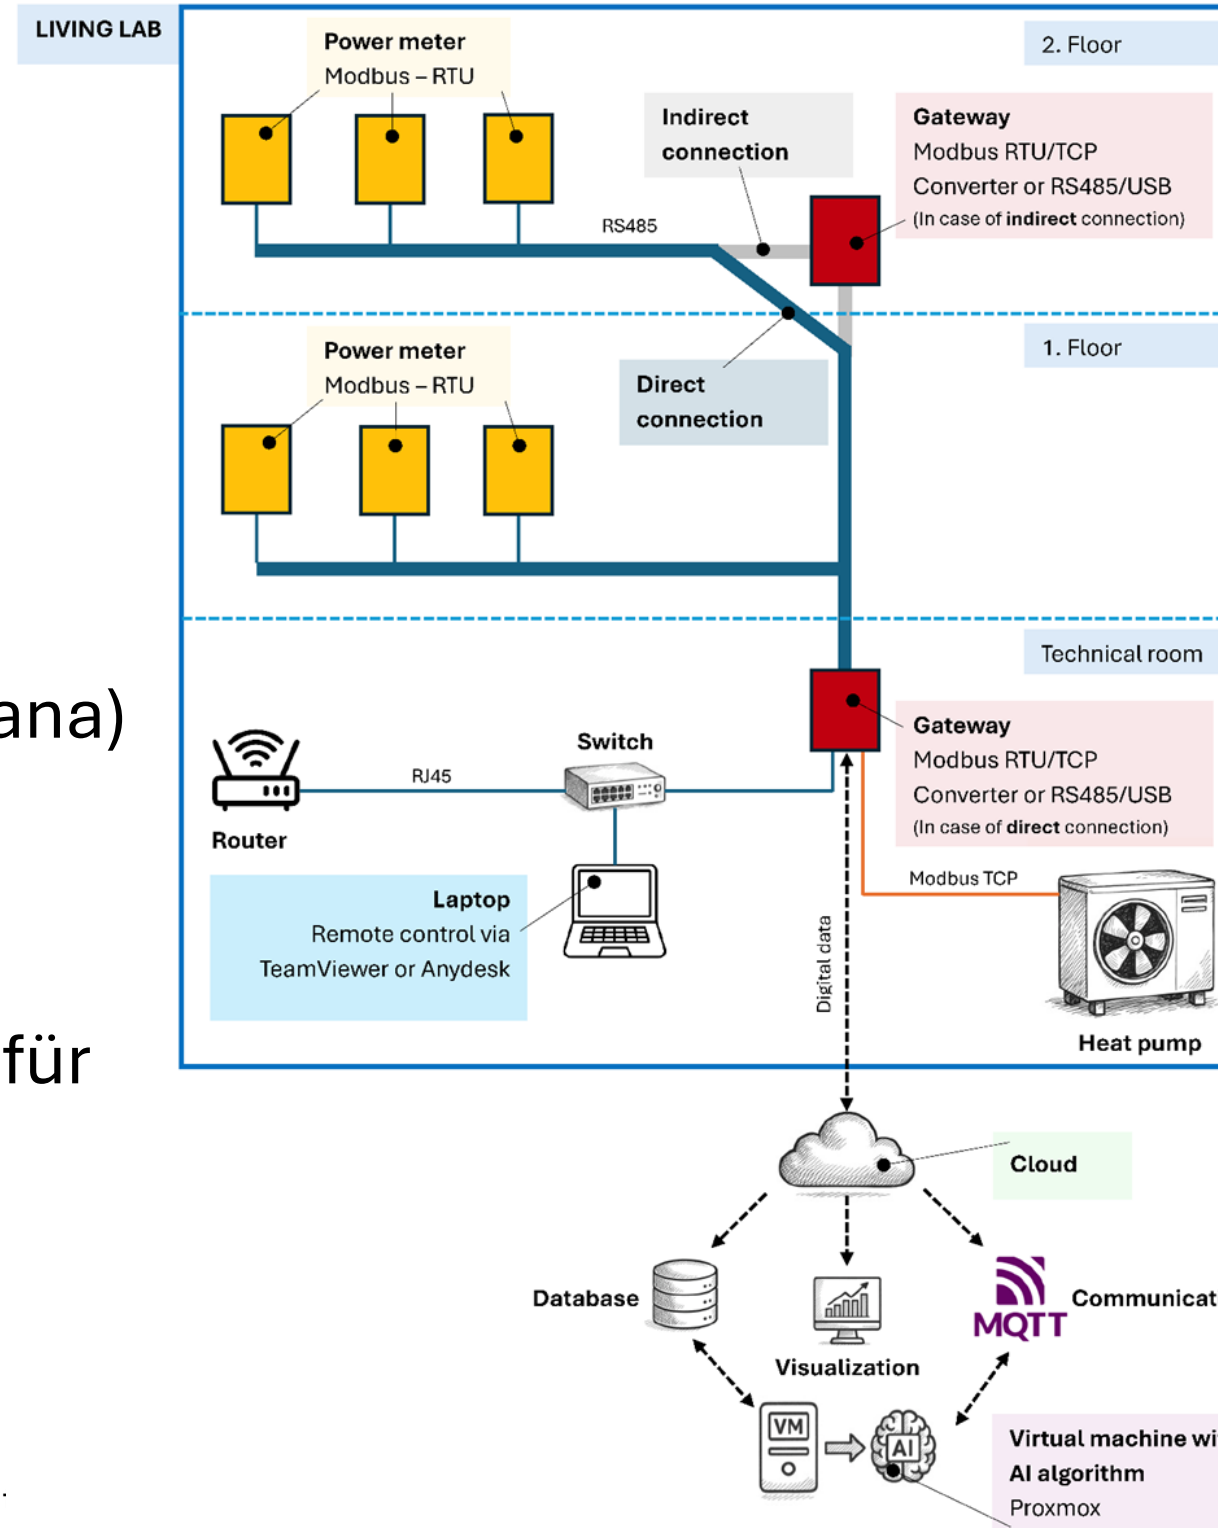 LIVING LAB
Power meter
Modbus – RTU
2. Floor
Indirect
connection
Gateway
Modbus RTU/TCP
Converter or RS485/USB
(In case of indirect connection)
RS485
Power meter
Modbus – RTU
1. Floor
Direct
connection
Technical room
ana)
Switch
Gateway
Modbus RTU/TCP
Converter or RS485/USB
(In case of direct connection)
RJ45
Router
Modbus TCP
Laptop
Remote control via
TeamViewer or Anydesk
Digital data
für
Heat pump
Cloud
Database
MQTT
Communicat
Visualization
VM
AI
Virtual machine wi
AI algorithm
Proxmox
.